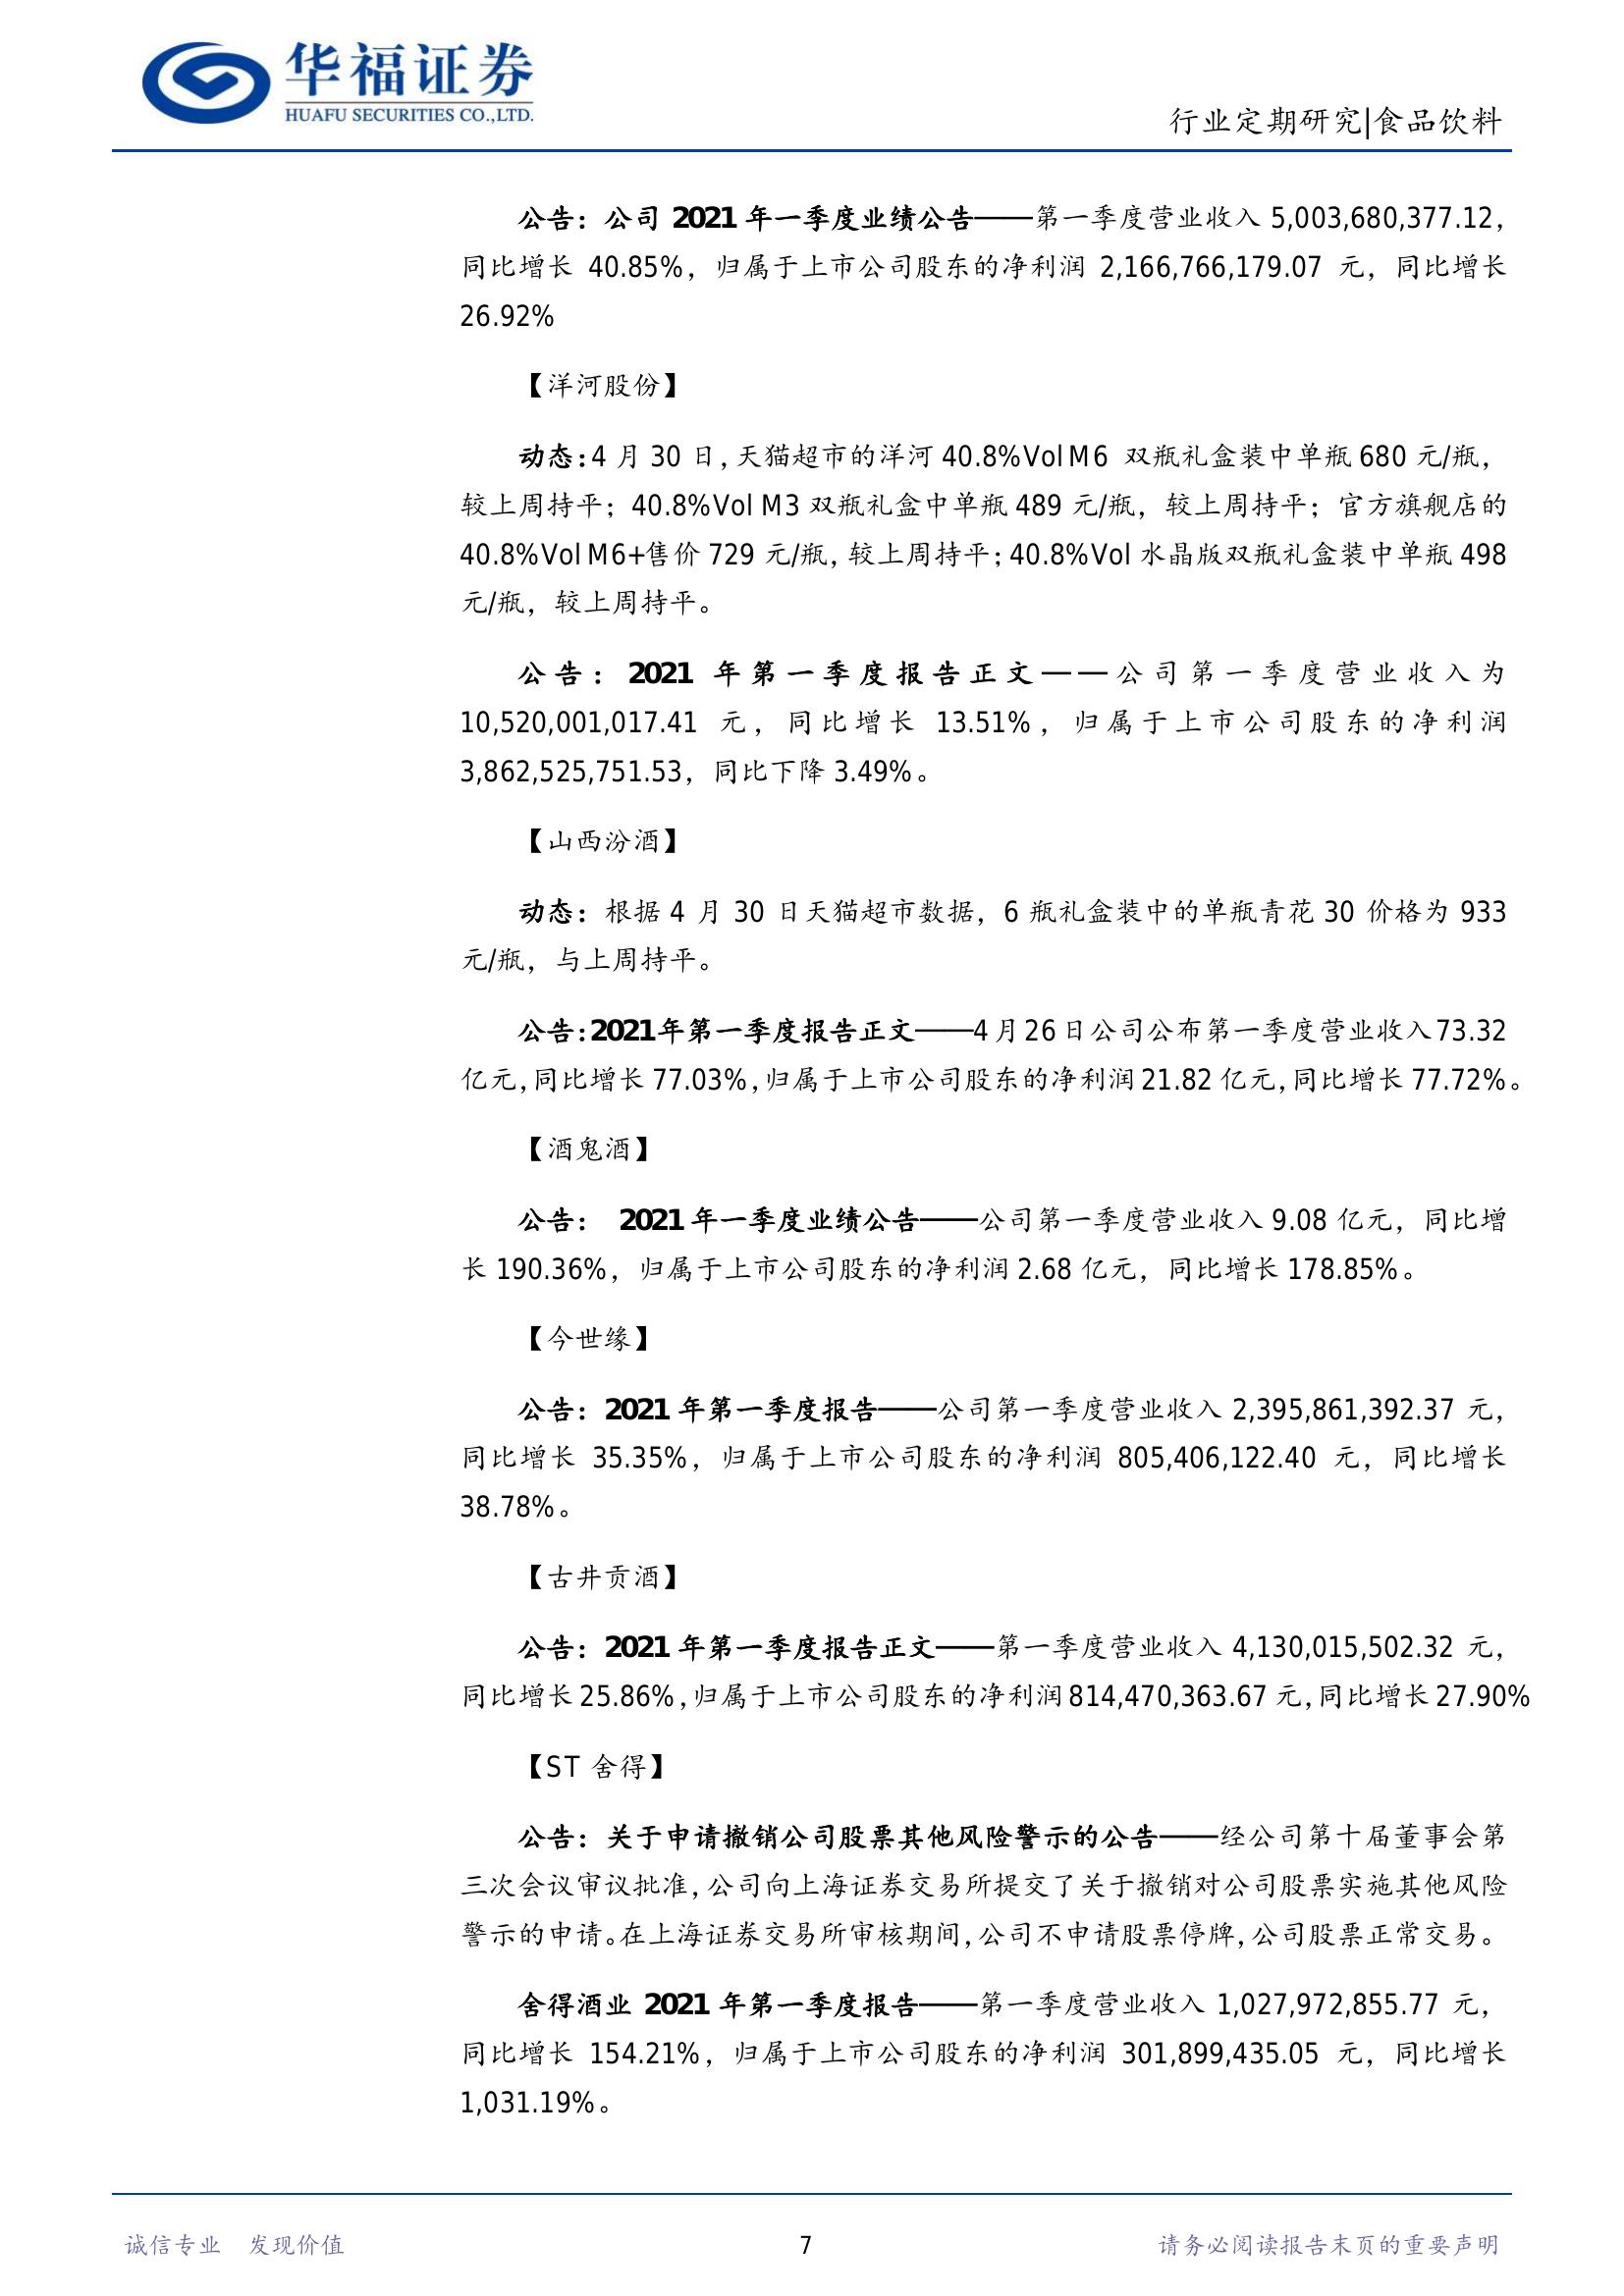 华福证券
HUAFU SECURITIES CO.,LTD.
行业定期研究|食品饮料
公告：公司 2021 年一季度业绩公告——第一季度营业收入 5,003,680,377.12，
同比增长 40.85%，归属于上市公司股东的净利润 2,166,766,179.07 元，同比增长
26.92%
【洋河股份】
动态：4 月 30 日，天猫超市的洋河 40.8%Vol M6 双瓶礼盒装中单瓶 680 元/瓶，
较上周持平；40.8%Vol M3 双瓶礼盒中单瓶 489 元/瓶，较上周持平；官方旗舰店的
40.8%Vol M6+售价 729 元/瓶，较上周持平；40.8%Vol 水晶版双瓶礼盒装中单瓶 498
元/瓶，较上周持平。
公告：2021 年第一季度报告正文——公司第一季度营业收入为
10,520,001,017.41 元，同比增长 13.51%，归属于上市公司股东的净利润
3,862,525,751.53，同比下降 3.49%。
【山西汾酒】
动态：根据 4 月 30 日天猫超市数据，6 瓶礼盒装中的单瓶青花 30 价格为 933
元/瓶，与上周持平。
公告：2021年第一季度报告正文——4月26日公司公布第一季度营业收入73.32
亿元，同比增长 77.03%，归属于上市公司股东的净利润 21.82 亿元，同比增长 77.72%。
【酒鬼酒】
公告： 2021 年一季度业绩公告——公司第一季度营业收入 9.08 亿元，同比增
长 190.36%，归属于上市公司股东的净利润 2.68 亿元，同比增长 178.85%。
【今世缘】
公告：2021 年第一季度报告——公司第一季度营业收入 2,395,861,392.37 元，
同比增长 35.35%，归属于上市公司股东的净利润 805,406,122.40 元，同比增长
38.78%。
【古井贡酒】
公告：2021 年第一季度报告正文——第一季度营业收入 4,130,015,502.32 元，
同比增长 25.86%，归属于上市公司股东的净利润 814,470,363.67 元，同比增长 27.90%
【ST 舍得】
公告：关于申请撤销公司股票其他风险警示的公告——经公司第十届董事会第
三次会议审议批准，公司向上海证券交易所提交了关于撤销对公司股票实施其他风险
警示的申请。在上海证券交易所审核期间，公司不申请股票停牌，公司股票正常交易。
舍得酒业 2021 年第一季度报告——第一季度营业收入 1,027,972,855.77 元，
同比增长 154.21%，归属于上市公司股东的净利润 301,899,435.05 元，同比增长
1,031.19%。
诚信专业 发现价值
7
请务必阅读报告末页的重要声明